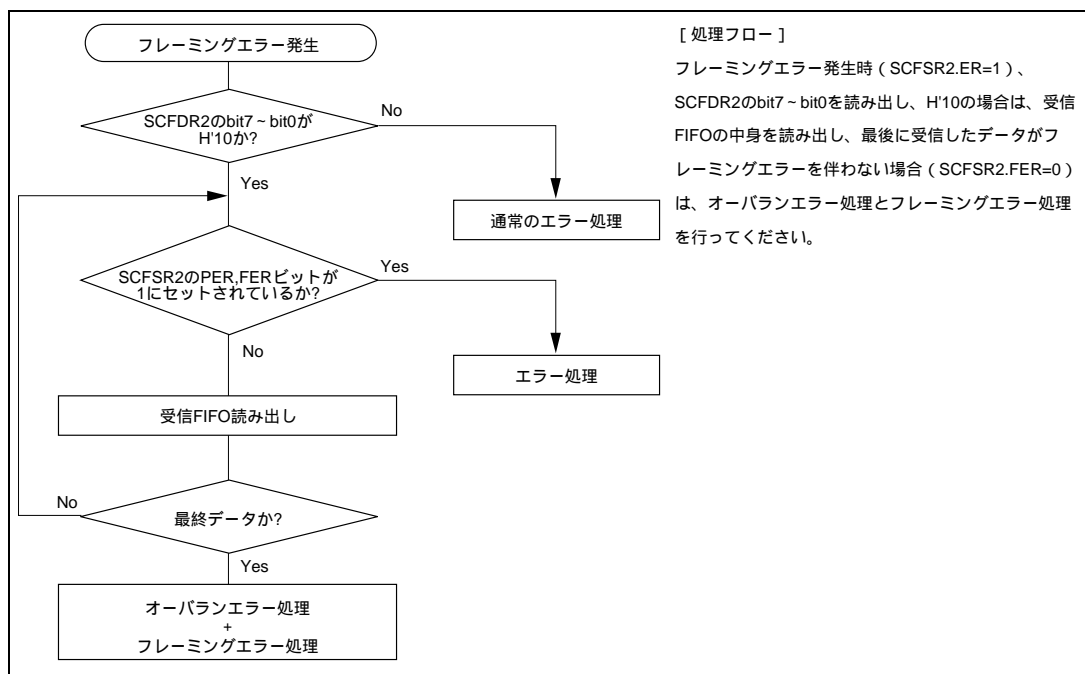 フレーミングエラー発生
SCFDR2のbit7～bit0が
H'10か?
No
Yes
通常のエラー処理
SCFSR2のPER,FERビットが
1にセットされているか?
Yes
No
エラー処理
受信FIFO読み出し
No
最終データか?
Yes
オーバランエラー処理
+
フレーミングエラー処理
[ 処理フロー ]
フレーミングエラー発生時 ( SCFSR2.ER=1 ) 、
SCFDR2のbit7～bit0を読み出し、H'10の場合は、受信
FIFOの中身を読み出し、最後に受信したデータがフ
レーミングエラーを伴わない場合 ( SCFSR2.FER=0 )
は、オーバランエラー処理とフレーミングエラー処理
を行ってください。